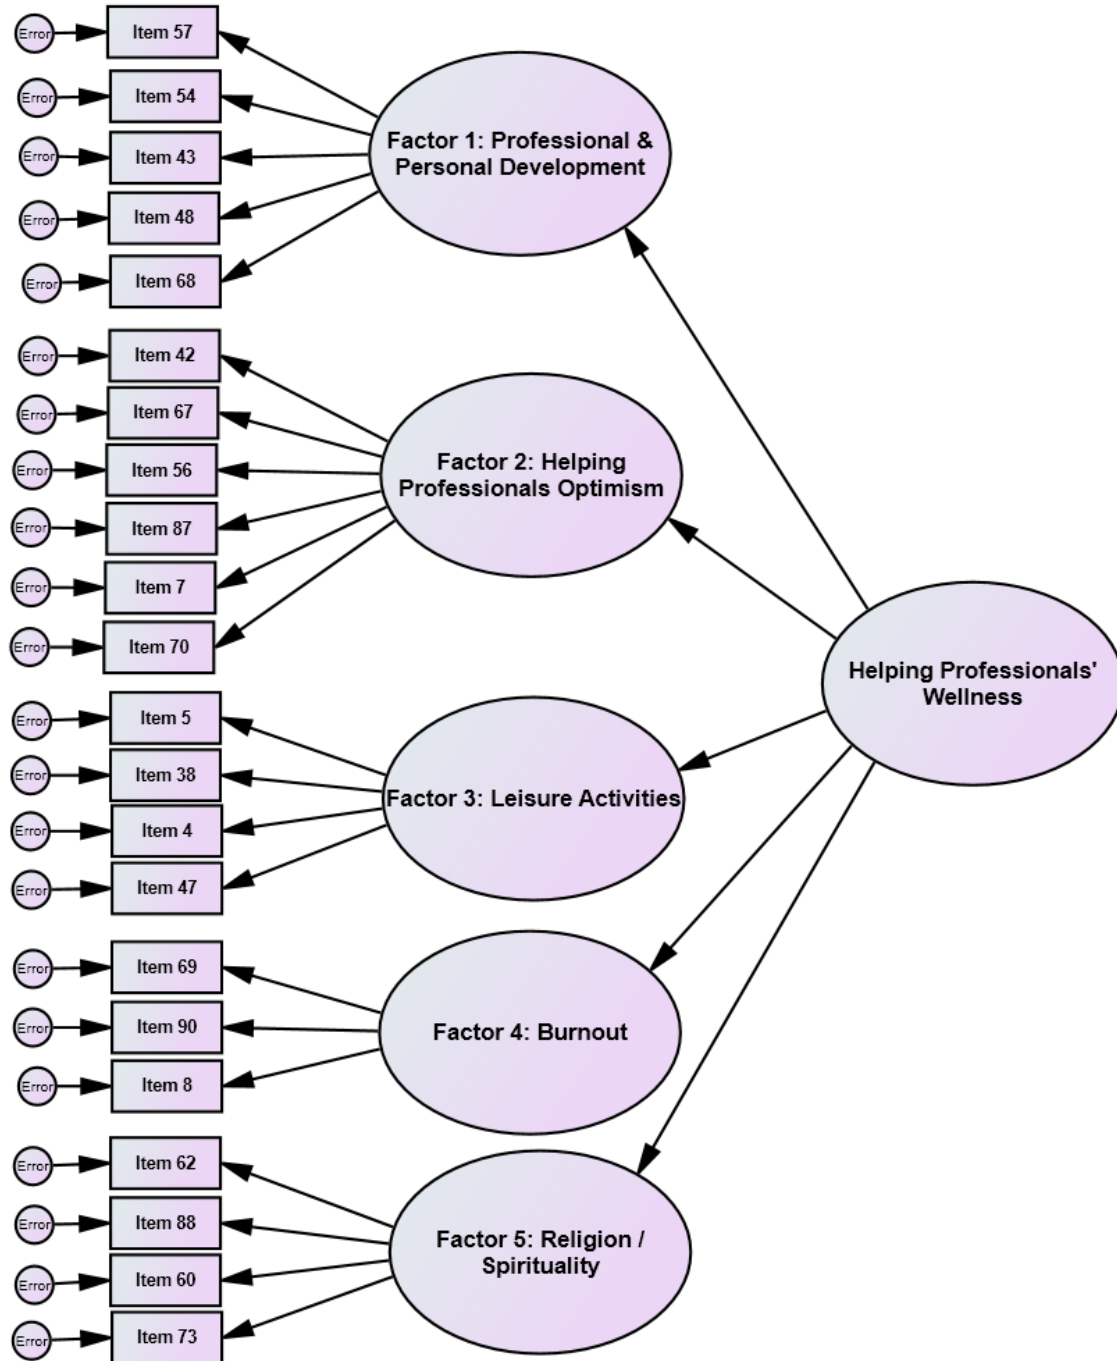 Error
Item 57
Error
Item 54
Error
Item 43
Error
Item 48
Error
Item 68
Factor 1: Professional &
Personal Development
Error
Item 42
Error
Item 67
Error
Item 56
Error
Item 87
Error
Item 7
Error
Item 70
Factor 2: Helping
Professionals Optimism
Helping Professionals'
Wellness
Error
Item 5
Error
Item 38
Error
Item 4
Error
Item 47
Factor 3: Leisure Activities
Error
Item 69
Error
Item 90
Error
Item 8
Factor 4: Burnout
Error
Item 62
Error
Item 88
Error
Item 60
Error
Item 73
Factor 5: Religion /
Spirituality